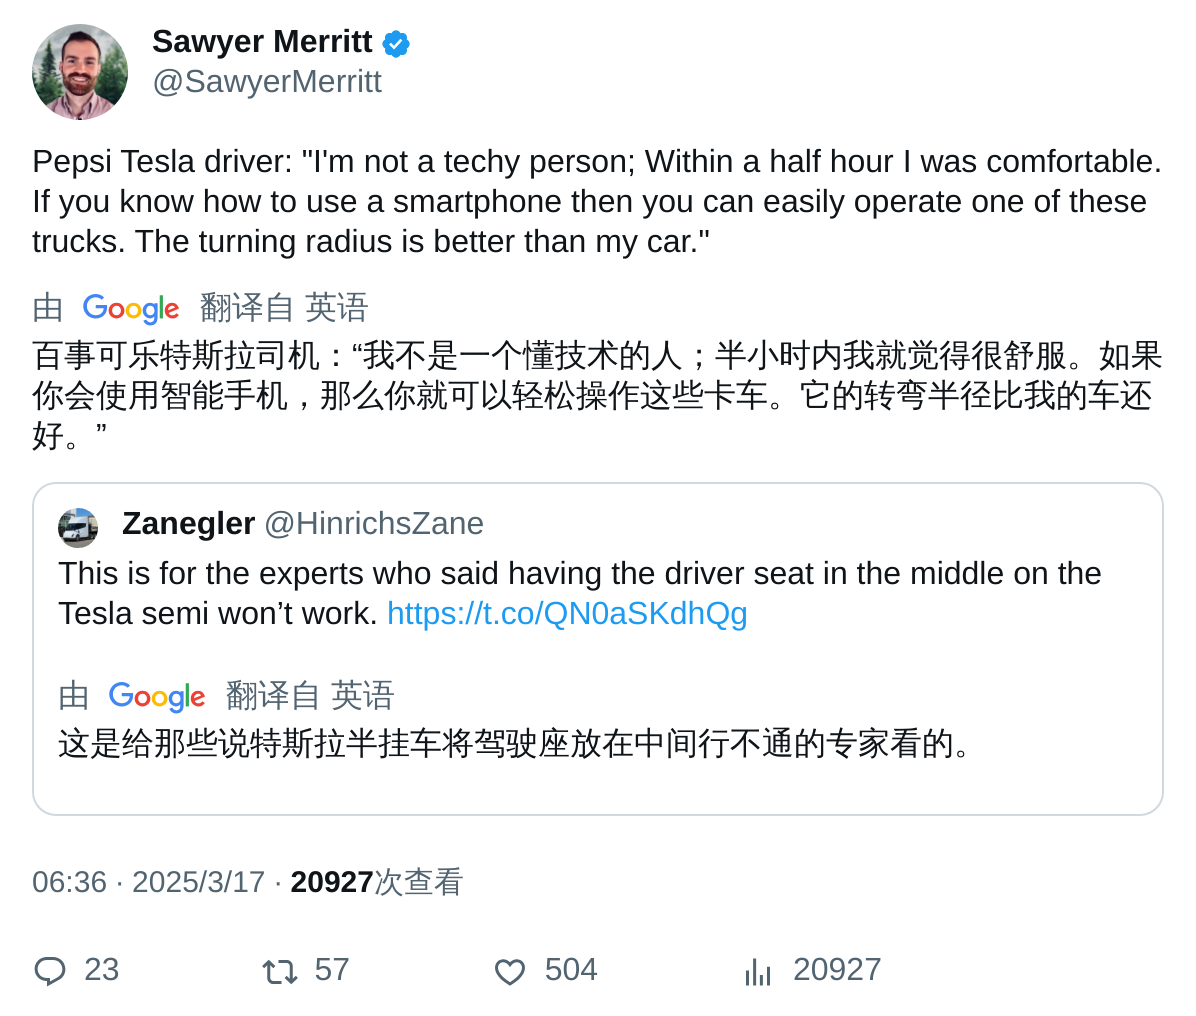 Sawyer Merritt
@SawyerMerritt
Pepsi Tesla driver: "I'm not a techy person; Within a half hour I was comfortable.
If you know how to use a smartphone then you can easily operate one of these
trucks. The turning radius is better than my car."
由 Google 翻译自 英语
百事可乐特斯拉司机：“我不是一个懂技术的人；半小时内我就觉得很舒服。如果
你会使用智能手机，那么你就可以轻松操作这些卡车。它的转弯半径比我的车还
好。”
Zanegler @HinrichsZane
This is for the experts who said having the driver seat in the middle on the
Tesla semi won’t work. https://t.co/QN0aSKdhQg
由 Google 翻译自 英语
这是给那些说特斯拉半挂车将驾驶座放在中间行不通的专家看的。
06:36 · 2025/3/17 · 20927次查看
23 57 504 20927